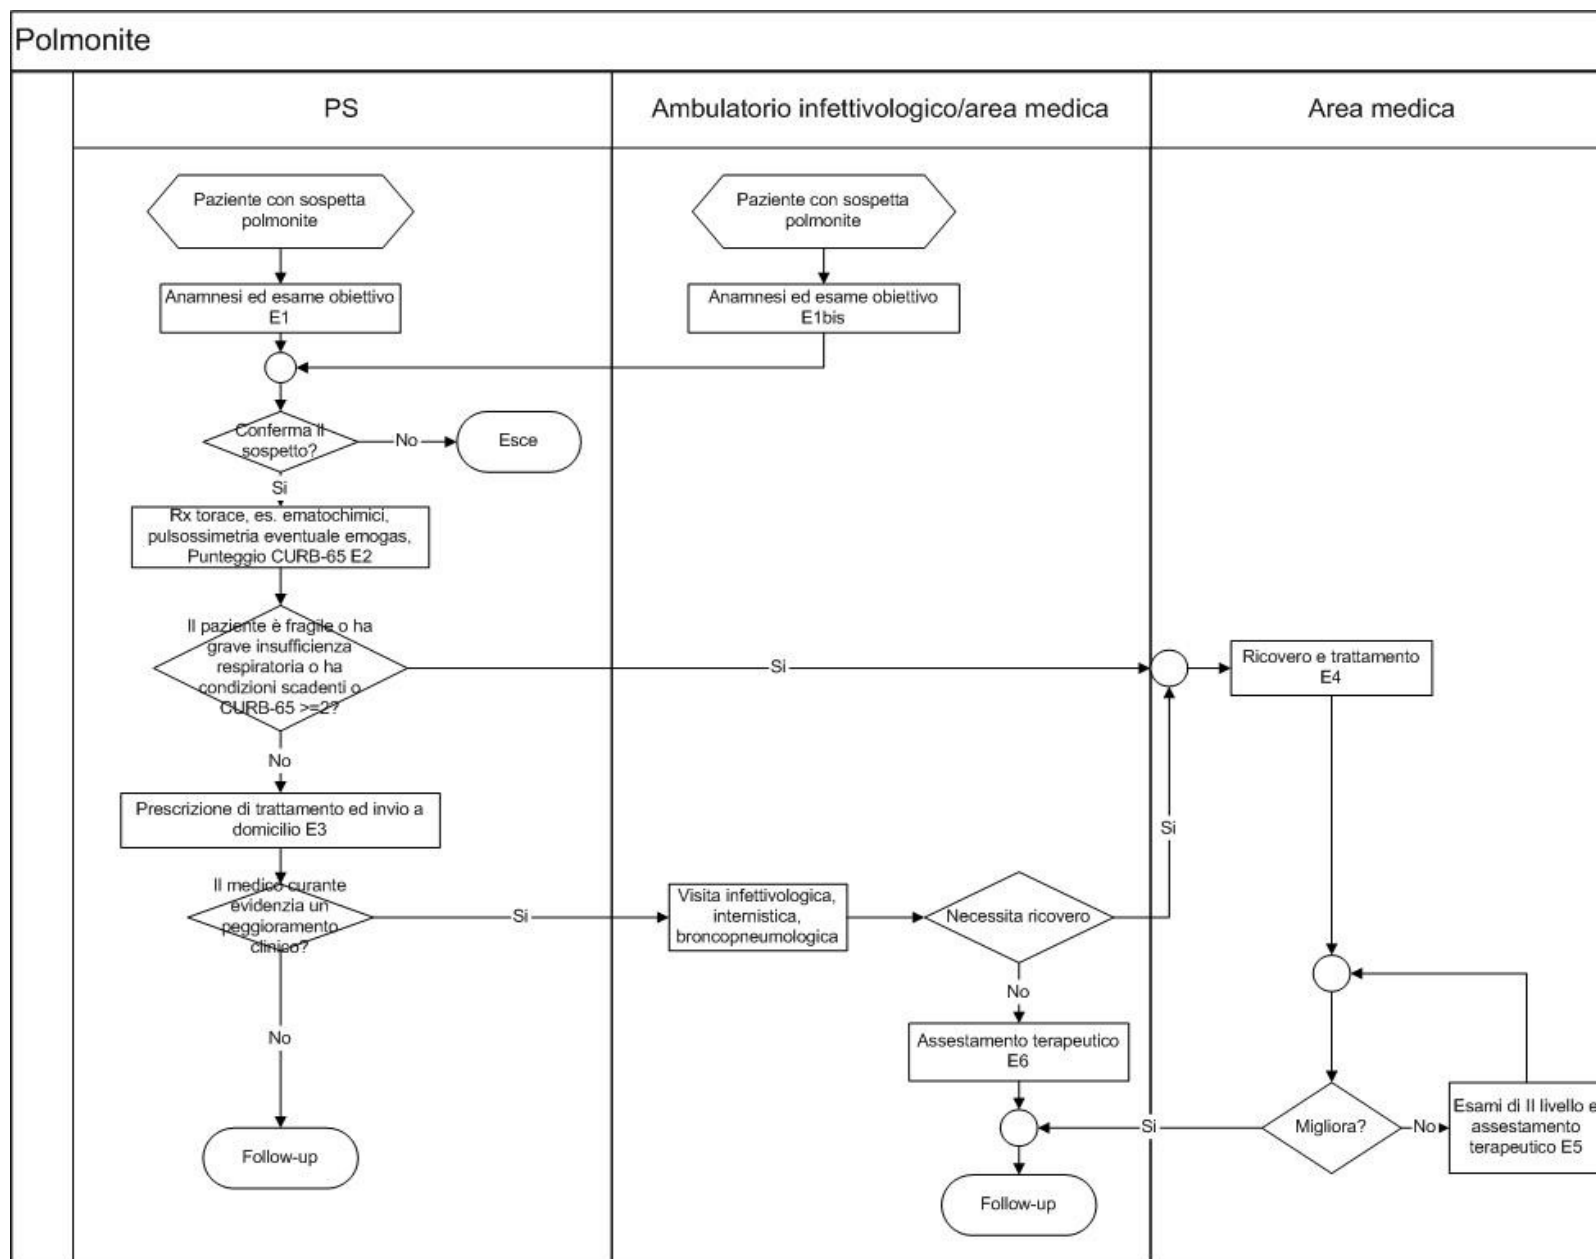 Polmonite
PS
Ambulatorio infettivologico/area medica
Area medica
Paziente con sospetta
polmonite
Paziente con sospetta
polmonite
Anamnesi ed esame obiettivo
E1
Anamnesi ed esame obiettivo
E1bis
Conferma il
sospetto?
No
Esce
Si
Rx torace, es. ematochimici,
pulsossimetria eventuale emogas,
Punteggio CURB-65 E2
Il paziente è fragile o ha
grave insufficienza
respiratoria o ha
condizioni scadenti o
CURB-65 >=2?
Si
Ricovero e trattamento
E4
No
Prescrizione di trattamento ed invio a
domicilio E3
Si
Il medico curante
evidenzia un
peggioramento
clinico?
Si
Visita infettivologica,
internistica,
broncopneumologica
Necessita ricovero
No
No
Assestamento terapeutico
E6
Si
Migliora?
No
Esami di II livello e
assestamento
terapeutico E5
Follow-up
Follow-up